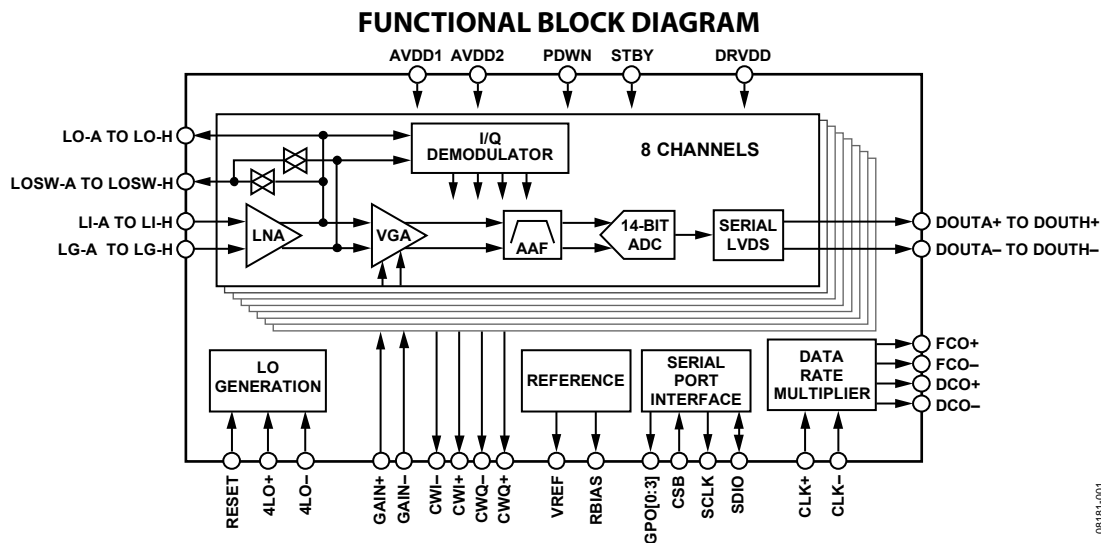 FUNCTIONAL BLOCK DIAGRAM
AVDD1 AVDD2 PDWN STBY DRVDD
LO-A TO LO-H
LOSW-A TO LOSW-H
LI-A TO LI-H
LG-A TO LG-H
I/Q
DEMODULATOR
8 CHANNELS
LNA
VGA
AAF
14-BIT
ADC
SERIAL
LVDS
DOUTA+ TO DOUTH+
DOUTA– TO DOUTH–
LO
GENERATION
REFERENCE
SERIAL
PORT
INTERFACE
DATA
RATE
MULTIPLIER
FCO+
FCO–
DCO+
DCO–
RESET
4LO+
4LO–
GAIN+
GAIN–
CWI–
CWI+
CWQ–
CWQ+
VREF
RBIAS
GPO[0:3]
CSB
SCLK
SDIO
CLK+
CLK–
08181-001